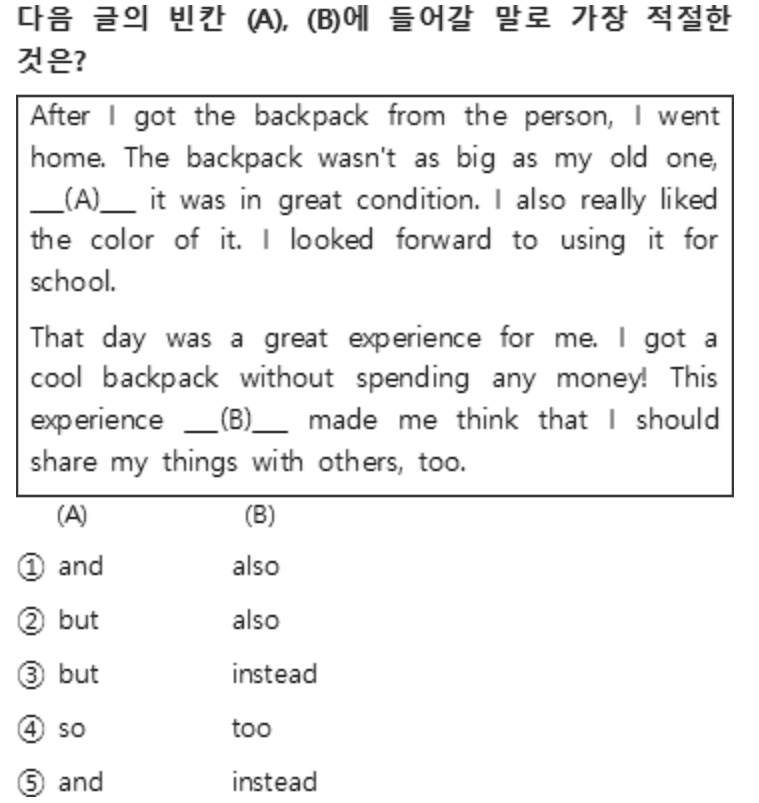 다음 글의 빈칸 (A), (B)에 들어갈 말로 가장 적절한
것은?
After I got the backpack from the person, I went
home. The backpack wasn't as big as my old one,
__(A)__ it was in great condition. I also really liked
the color of it. I looked forward to using it for
school.
That day was a great experience for me. I got a
cool backpack without spending any money! This
experience __(B)__ made me think that I should
share my things with others, too.
(A) (B)
① and also
② but also
③ but instead
④ so too
⑤ and instead